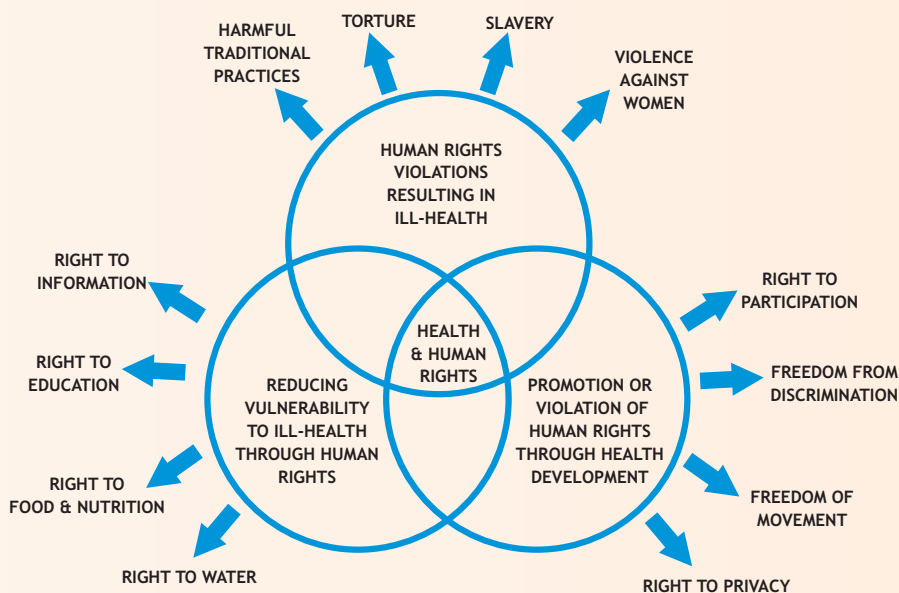 HARMFUL
TRADITIONAL
PRACTICES
TORTURE
SLAVERY
VIOLENCE
AGAINST
WOMEN
HUMAN RIGHTS
VIOLATIONS
RESULTING IN
ILL-HEALTH
RIGHT TO
INFORMATION
RIGHT TO
EDUCATION
RIGHT TO
FOOD & NUTRITION
RIGHT TO WATER
REDUCING
VULNERABILITY
TO ILL-HEALTH
THROUGH HUMAN
RIGHTS
HEALTH
& HUMAN
RIGHTS
PROMOTION OR
VIOLATION OF
HUMAN RIGHTS
THROUGH HEALTH
DEVELOPMENT
RIGHT TO
PARTICIPATION
FREEDOM FROM
DISCRIMINATION
FREEDOM OF
MOVEMENT
RIGHT TO PRIVACY